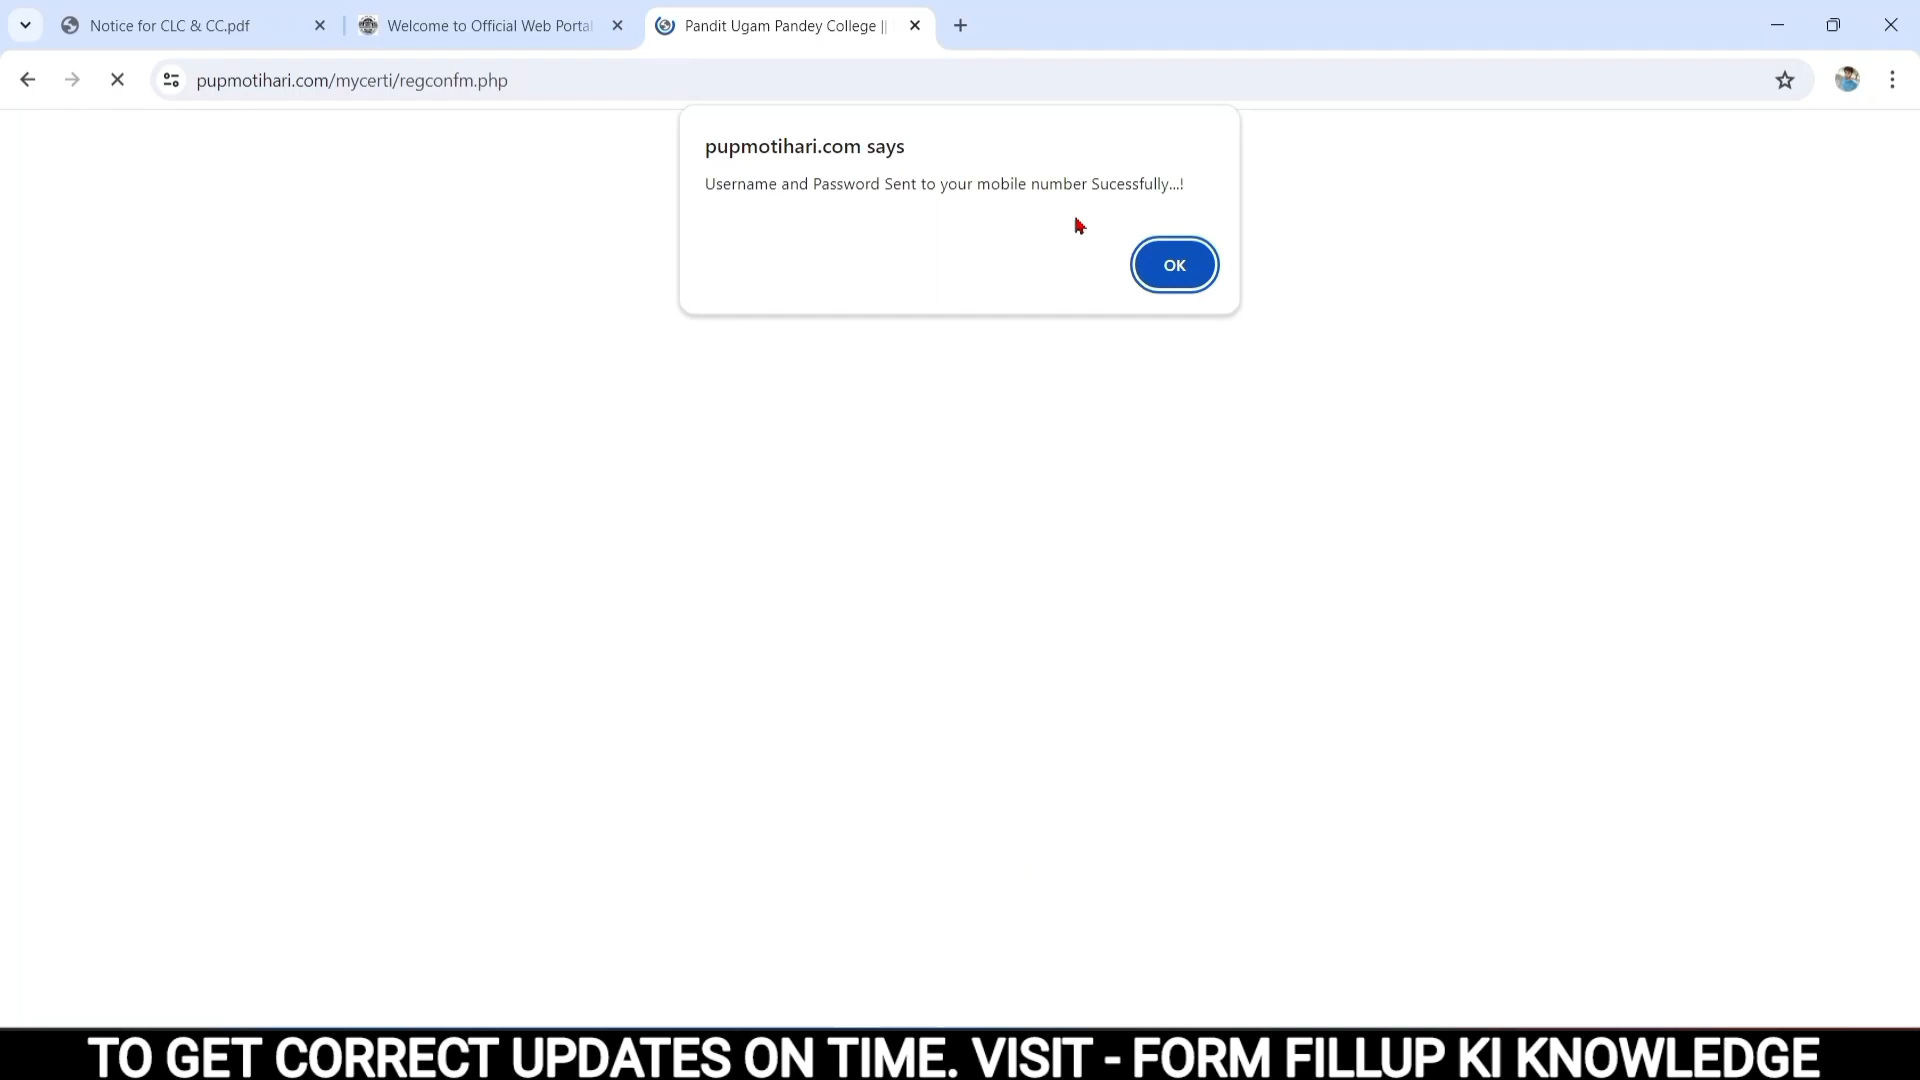 Notice for CLC & CC.pdf
Welcome to Official Web Porta
Pandit Ugam Pandey College ||
pupmotihari.com/mycerti/regconfm.php
pupmotihari.com says
Username and Password Sent to your mobile number Sucessfully...!
OK
TO GET CORRECT UPDATES ON TIME. VISIT - FORM FILLUP KI KNOWLEDGE